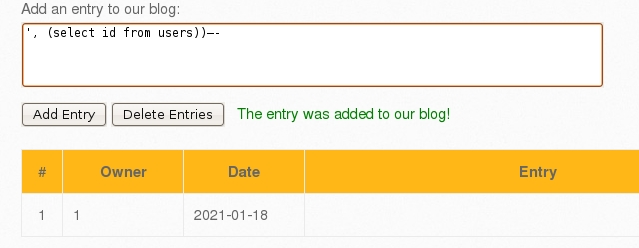 Add an entry to our blog:
', (select id from users))–-
Add Entry Delete Entries The entry was added to our blog!
# Owner Date Entry
1 1 2021-01-18